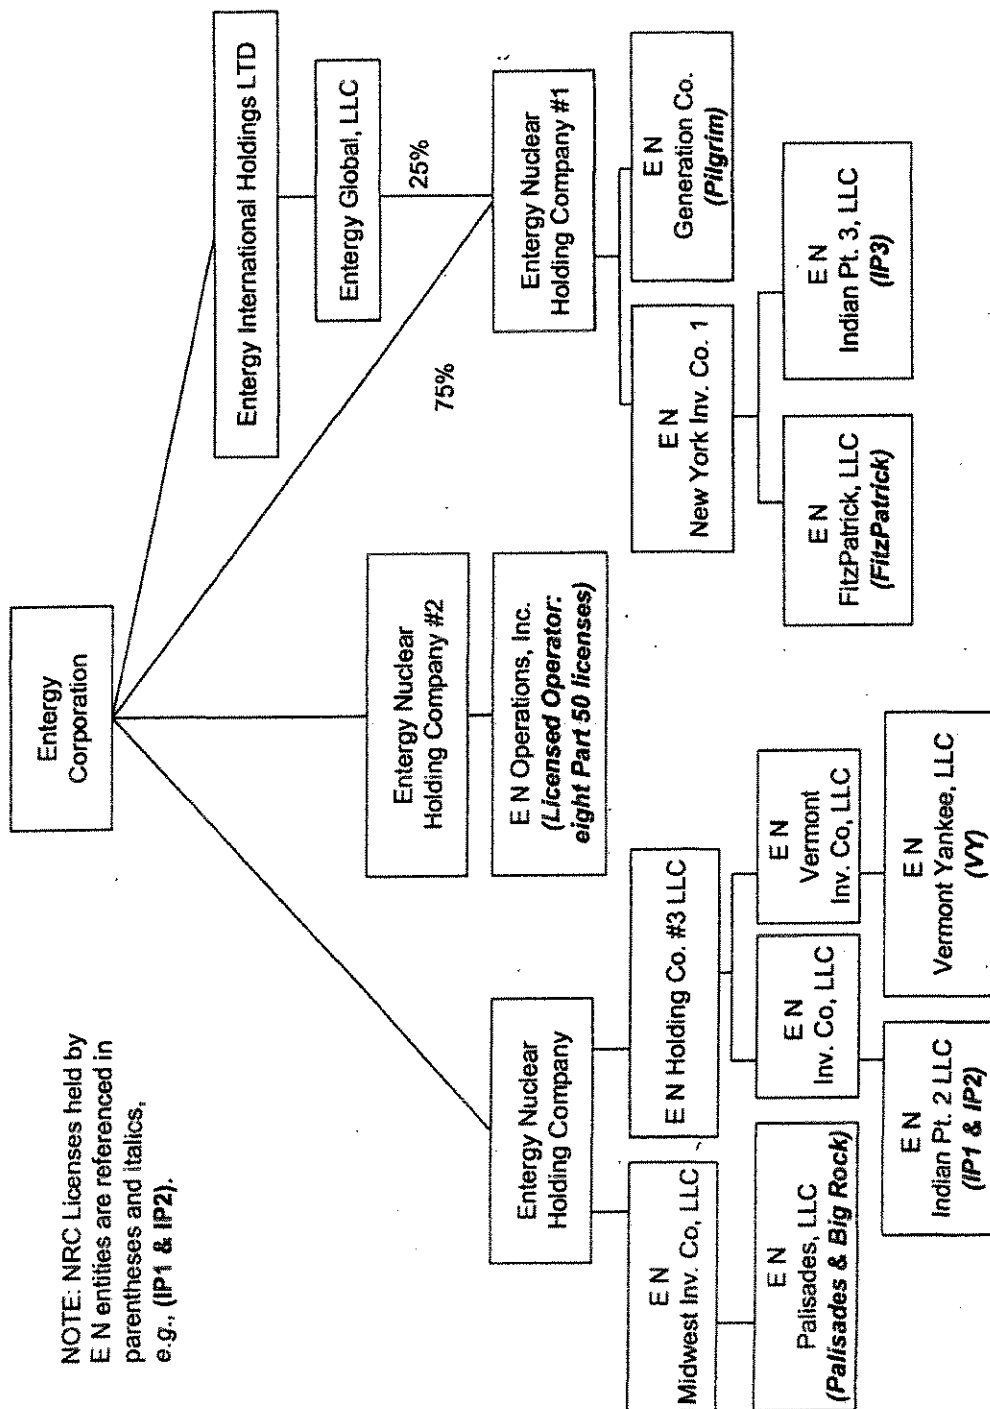 NOTE: NRC Licenses held by
E N entities are referenced in
parentheses and italics,
e.g., (IP1 & IP2).
Entergy
Corporation
Entergy International Holdings LTD
Entergy Global, LLC
25%
75%
Entergy Nuclear
Holding Company #2
E N Operations, Inc.
(Licensed Operator:
eight Part 50 licenses)
Entergy Nuclear
Holding Company
Entergy Nuclear
Holding Company #1
E N
Midwest Inv. Co, LLC
E N Holding Co. #3 LLC
E N
New York Inv. Co. 1
E N
Generation Co.
(Pilgrim)
E N
Palisades, LLC
(Palisades & Big Rock)
E N
Inv. Co, LLC
E N
Vermont
Inv. Co, LLC
E N
FitzPatrick, LLC
(FitzPatrick)
E N
Indian Pt. 3, LLC
(IP3)
E N
Indian Pt. 2 LLC
(IP1 & IP2)
E N
Vermont Yankee, LLC
(VY)